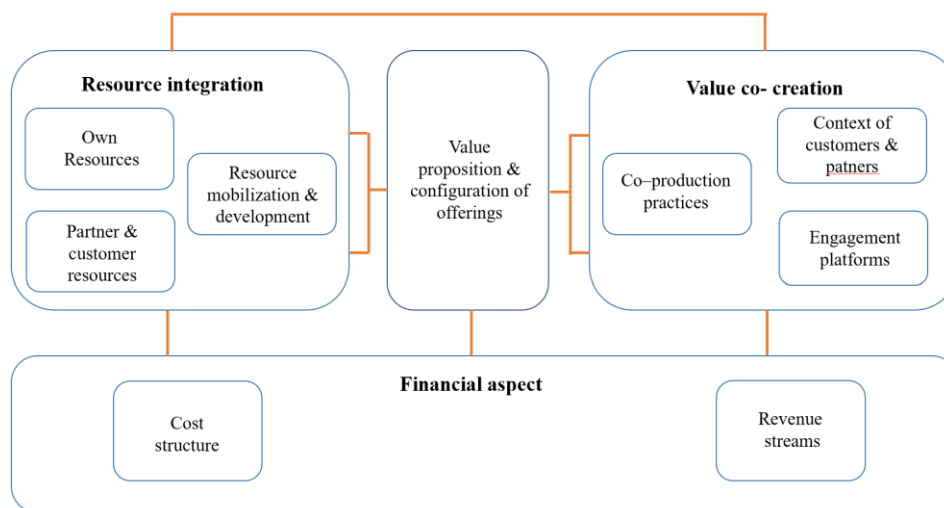 Resource integration
Own
Resources
Resource
mobilization &
development
Partner &
customer
resources
Value
proposition &
configuration of
offerings
Value co- creation
Context of
customers &
patners
Co–production
practices
Engagement
platforms
Financial aspect
Cost
structure
Revenue
streams